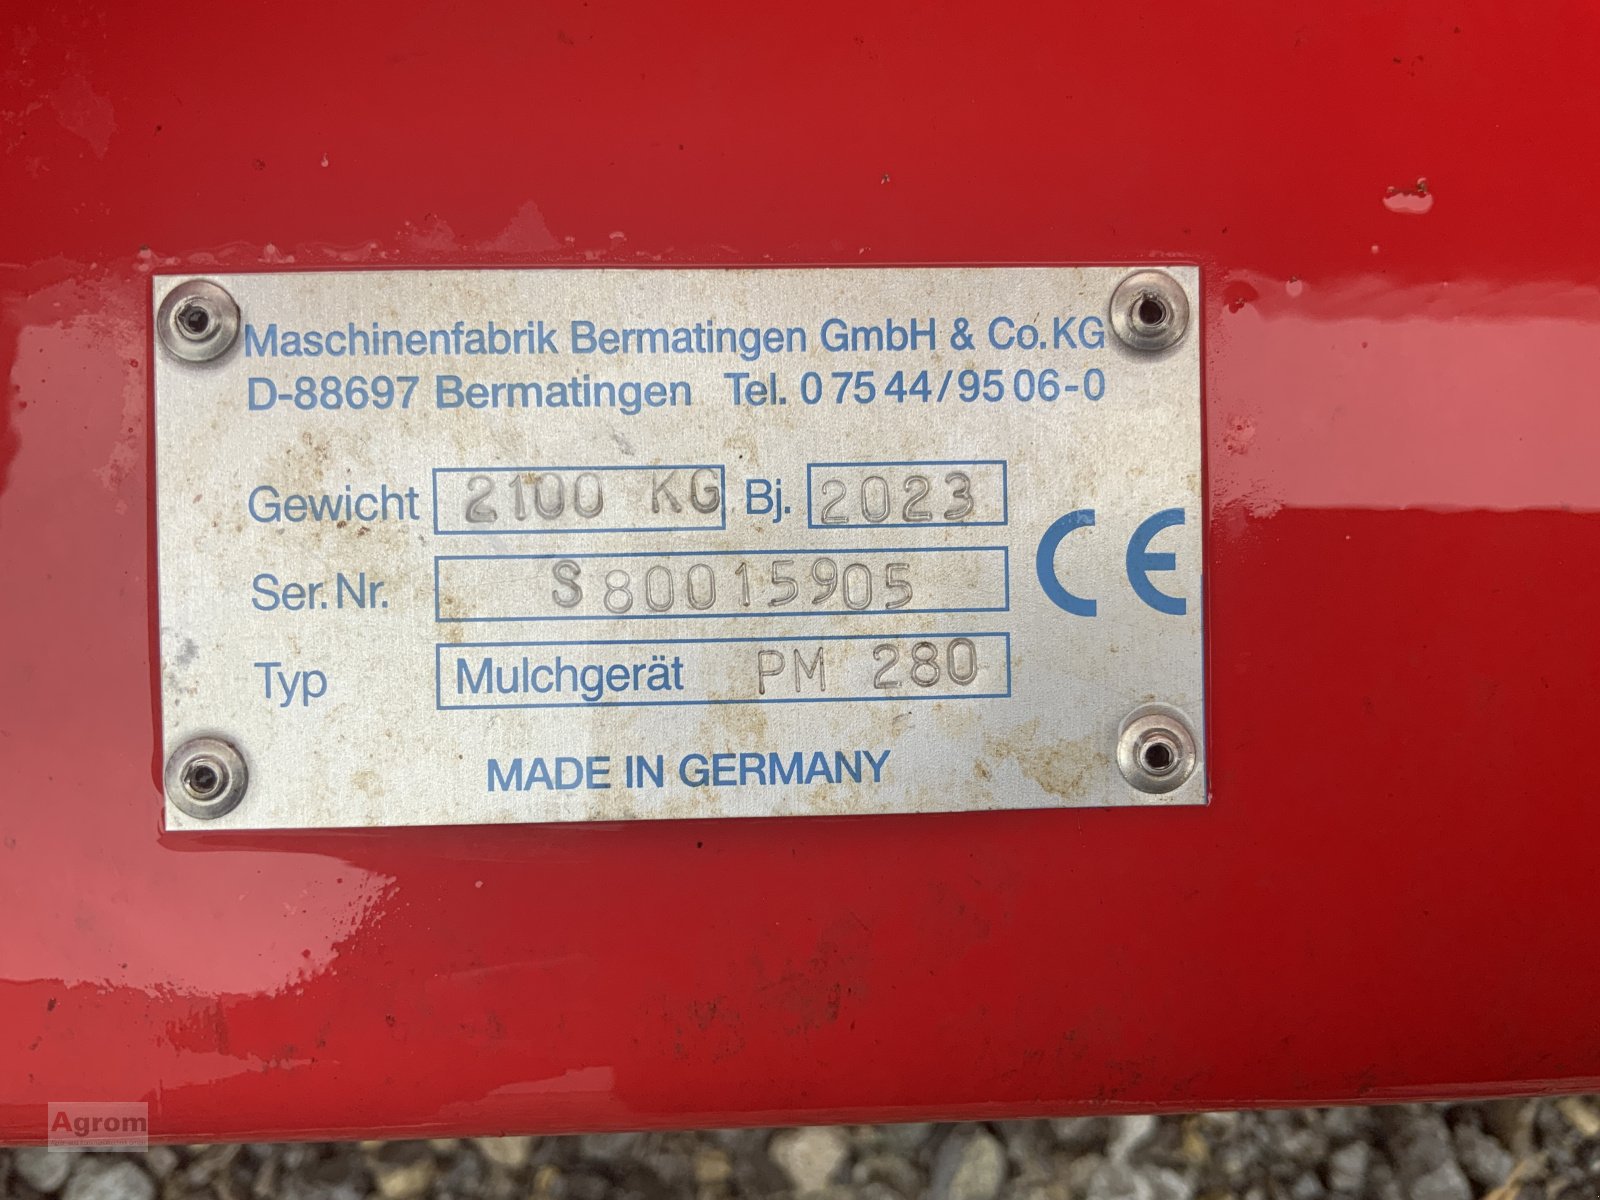 Maschinenfabrik Bermatingen GmbH & Co. KG
D-88697 Bermatingen Tel. 0 75 44 / 95 06-0
Gewicht 2100 KG Bj. 2023 CE
Ser. Nr. S80015905
Typ Mulchgerät PM 280
MADE IN GERMANY
Agrom